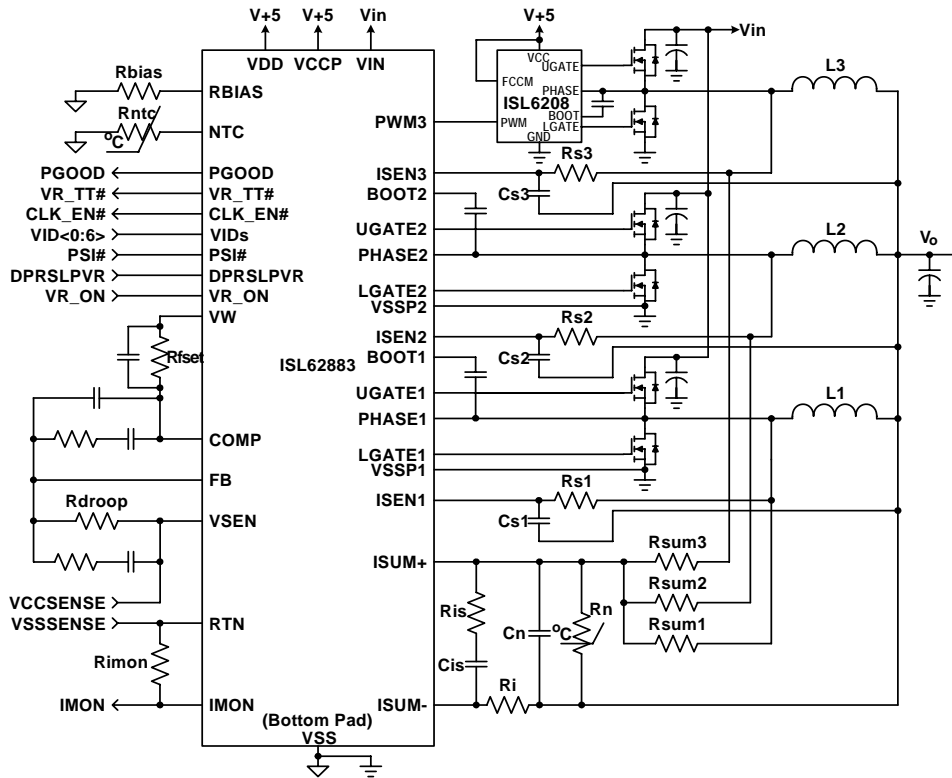 V+5 V+5 Vin
VDD VCCP VIN
Rbias
RBIAS
Rntc
°C
NTC
PGOOD PGOOD
VR_TT# VR_TT#
CLK_EN# CLK_EN#
VID<0:6> VIDs
PSI# PSI#
DPRSLPVR DPRSLPVR
VR_ON VR_ON
VW
Rfset
COMP
FB
Rdroop
VSEN
VCCSENSE
VSSSENSE RTN
Rimon
IMON IMON
ISL62883
(Bottom Pad)
VSS
PWM3
ISEN3
BOOT2
UGATE2
PHASE2
LGATE2
VSSP2
ISEN2
BOOT1
UGATE1
PHASE1
LGATE1
VSSP1
ISEN1
ISUM+
ISUM-
V+5
VCC
UGATE
FCCM
PHASE
ISL6208
BOOT
PWM
LGATE
GND
Vin
L3
Rs3
Cs3
L2
Vo
Rs2
Cs2
L1
Rs1
Cs1
Rsum3
Rsum2
Rsum1
Ris
Cn
°C
Rn
Cis
Ri